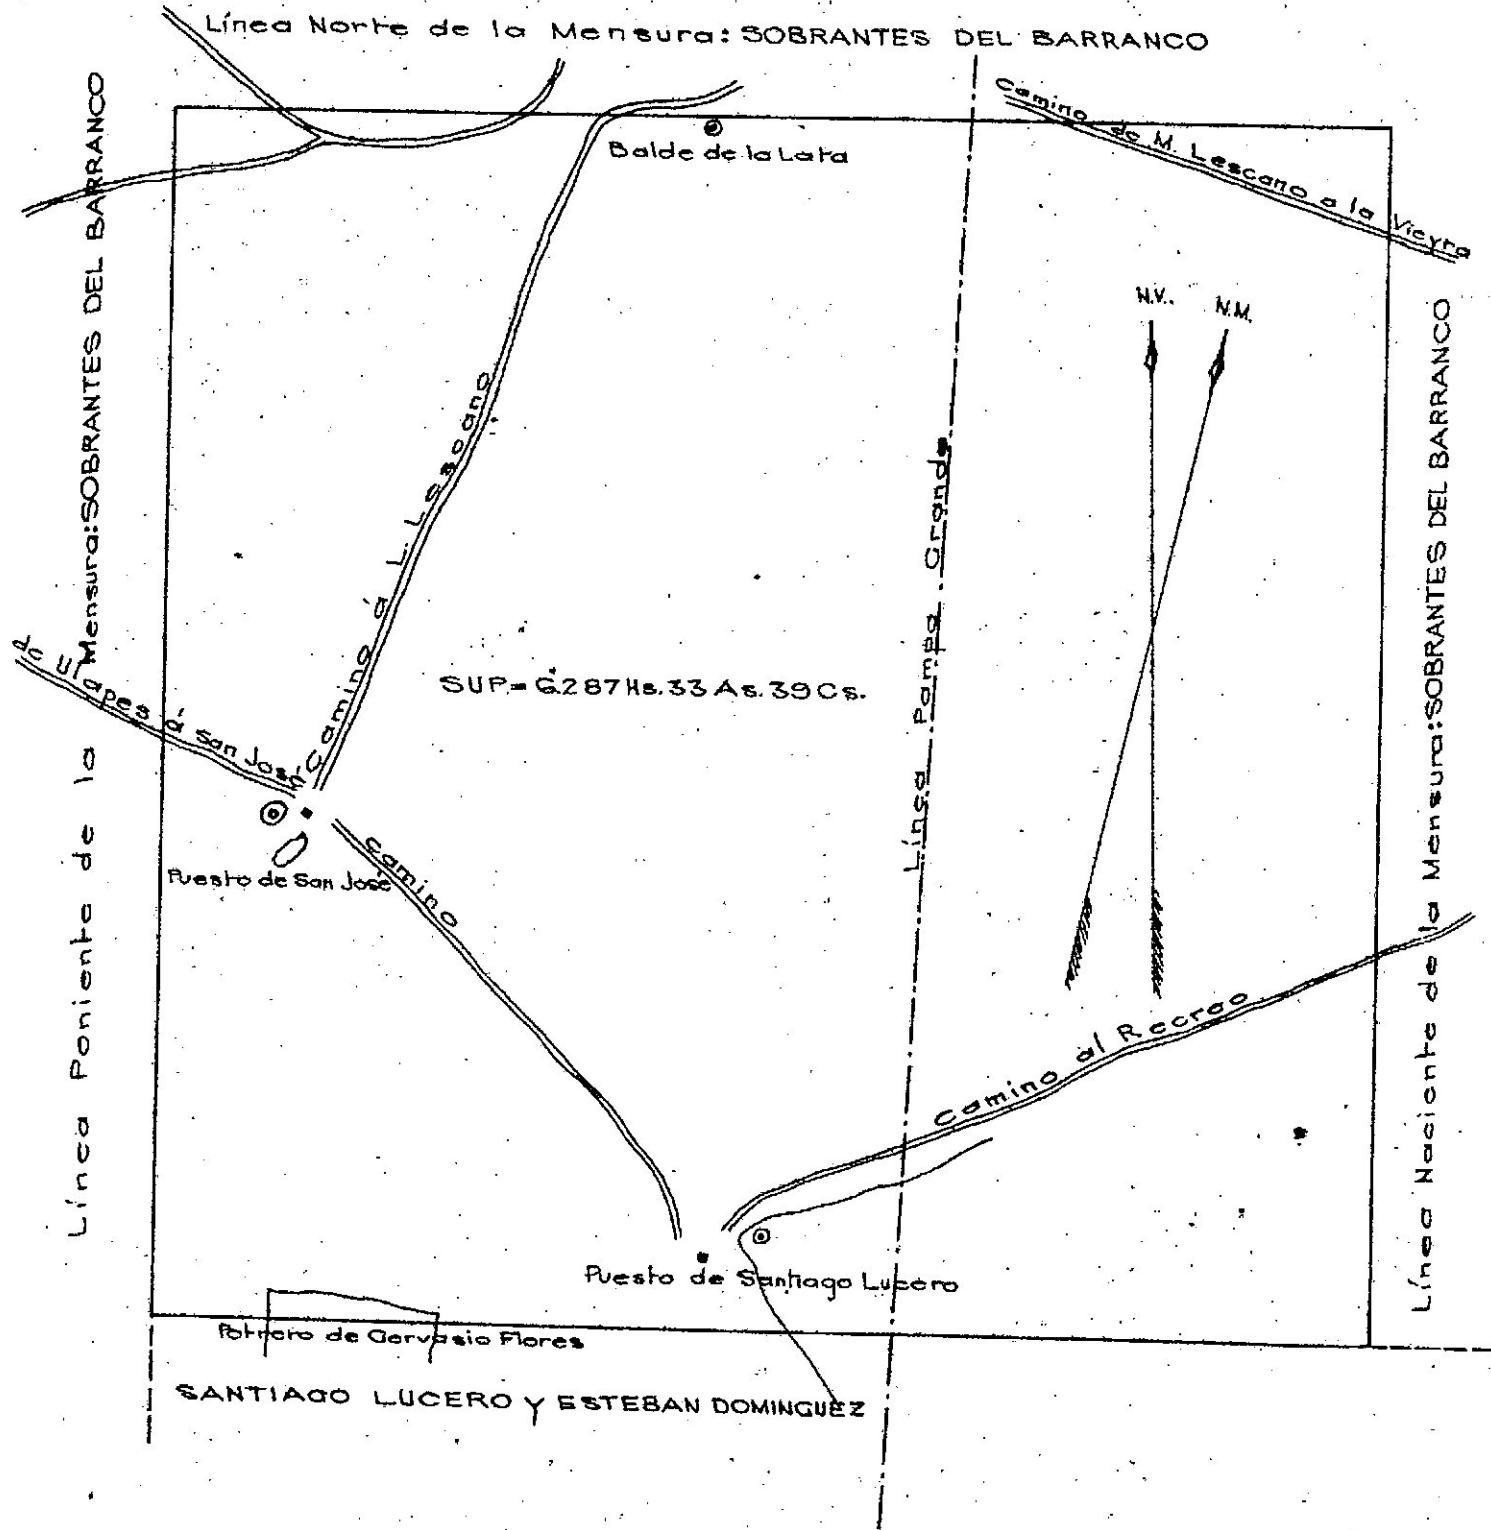 Línea Norte de la Mensura: SOBRANTES DEL BARRANCO
Camino de M. Lescano a la Vieyra
Balde de la Lata
N.V.
N.M.
Línea Poniente de la Mensura: SOBRANTES DEL BARRANCO
Camino á L. Lescano
Línea Pampa Grande
Línea Naciente de la Mensura: SOBRANTES DEL BARRANCO
de Ulapes á San José
SUP.= 6.287 Hs. 33 As. 39 Cs.
Puesto de San José
Camino
Camino al Recreo
Puesto de Santiago Lucero
Potrero de Gervasio Flores
SANTIAGO LUCERO Y ESTEBAN DOMINGUEZ